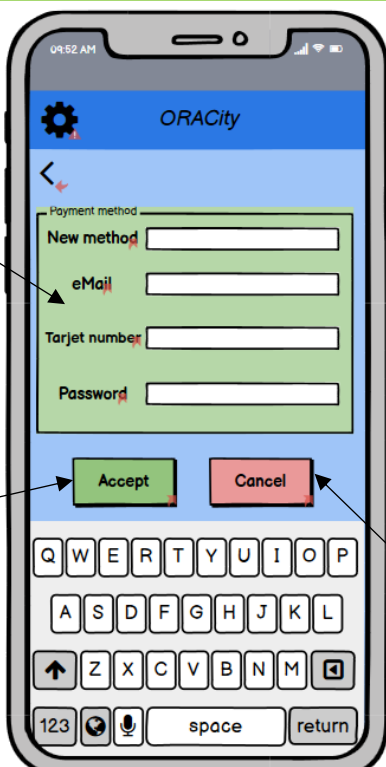 09:52 AM
ORACity
Payment method
New method
eMail
Tarjet number
Password
Accept Cancel
Q W E R T Y U I O P
A S D F G H J K L
Z X C V B N M
123 space return